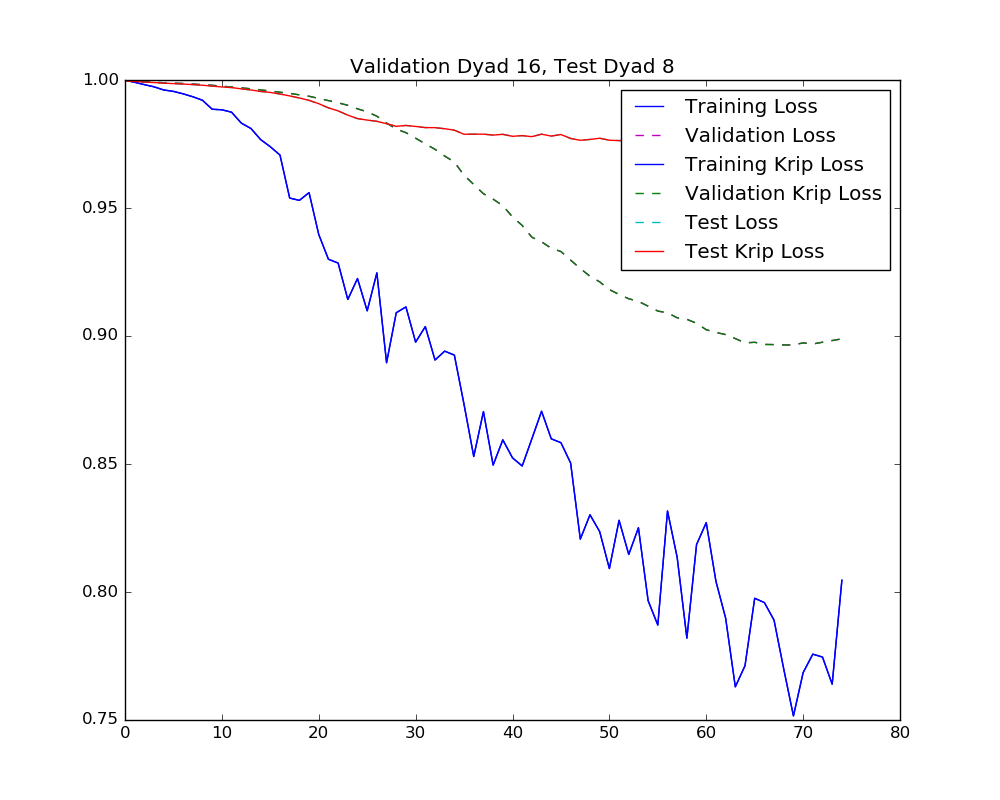 Validation Dyad 16, Test Dyad 8
1.00
0.95
0.90
0.85
0.80
0.75
0
10
20
30
40
50
60
70
80
Training Loss
Validation Loss
Training Krip Loss
Validation Krip Loss
Test Loss
Test Krip Loss